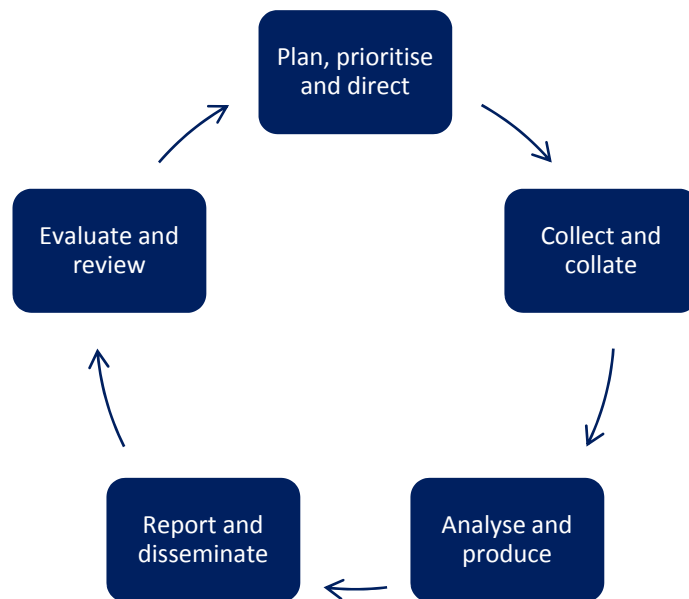 Plan, prioritise
and direct
Collect and
collate
Analyse and
produce
Report and
disseminate
Evaluate and
review